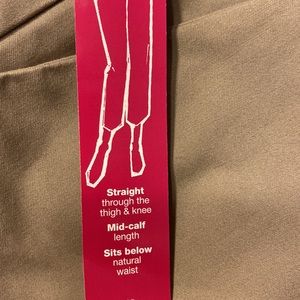 Straight
through the
thigh & knee
Mid-calf
length
Sits below
natural
waist